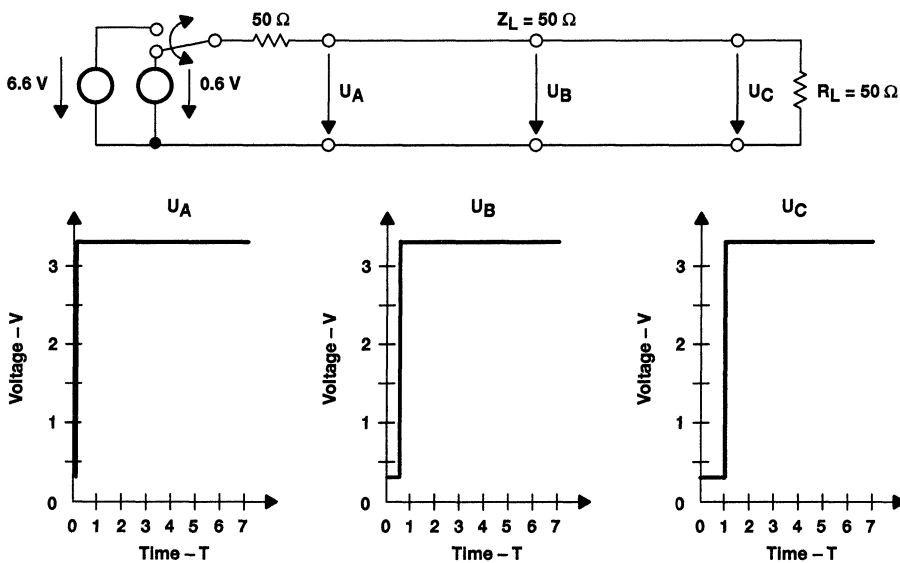 50 Ω
Z_L = 50 Ω
6.6 V
0.6 V
U_A
U_B
U_C
R_L = 50 Ω
U_A
U_B
U_C
Voltage – V
3
2
1
0
0 1 2 3 4 5 6 7
Time – T
Voltage – V
3
2
1
0
0 1 2 3 4 5 6 7
Time – T
Voltage – V
3
2
1
0
0 1 2 3 4 5 6 7
Time – T